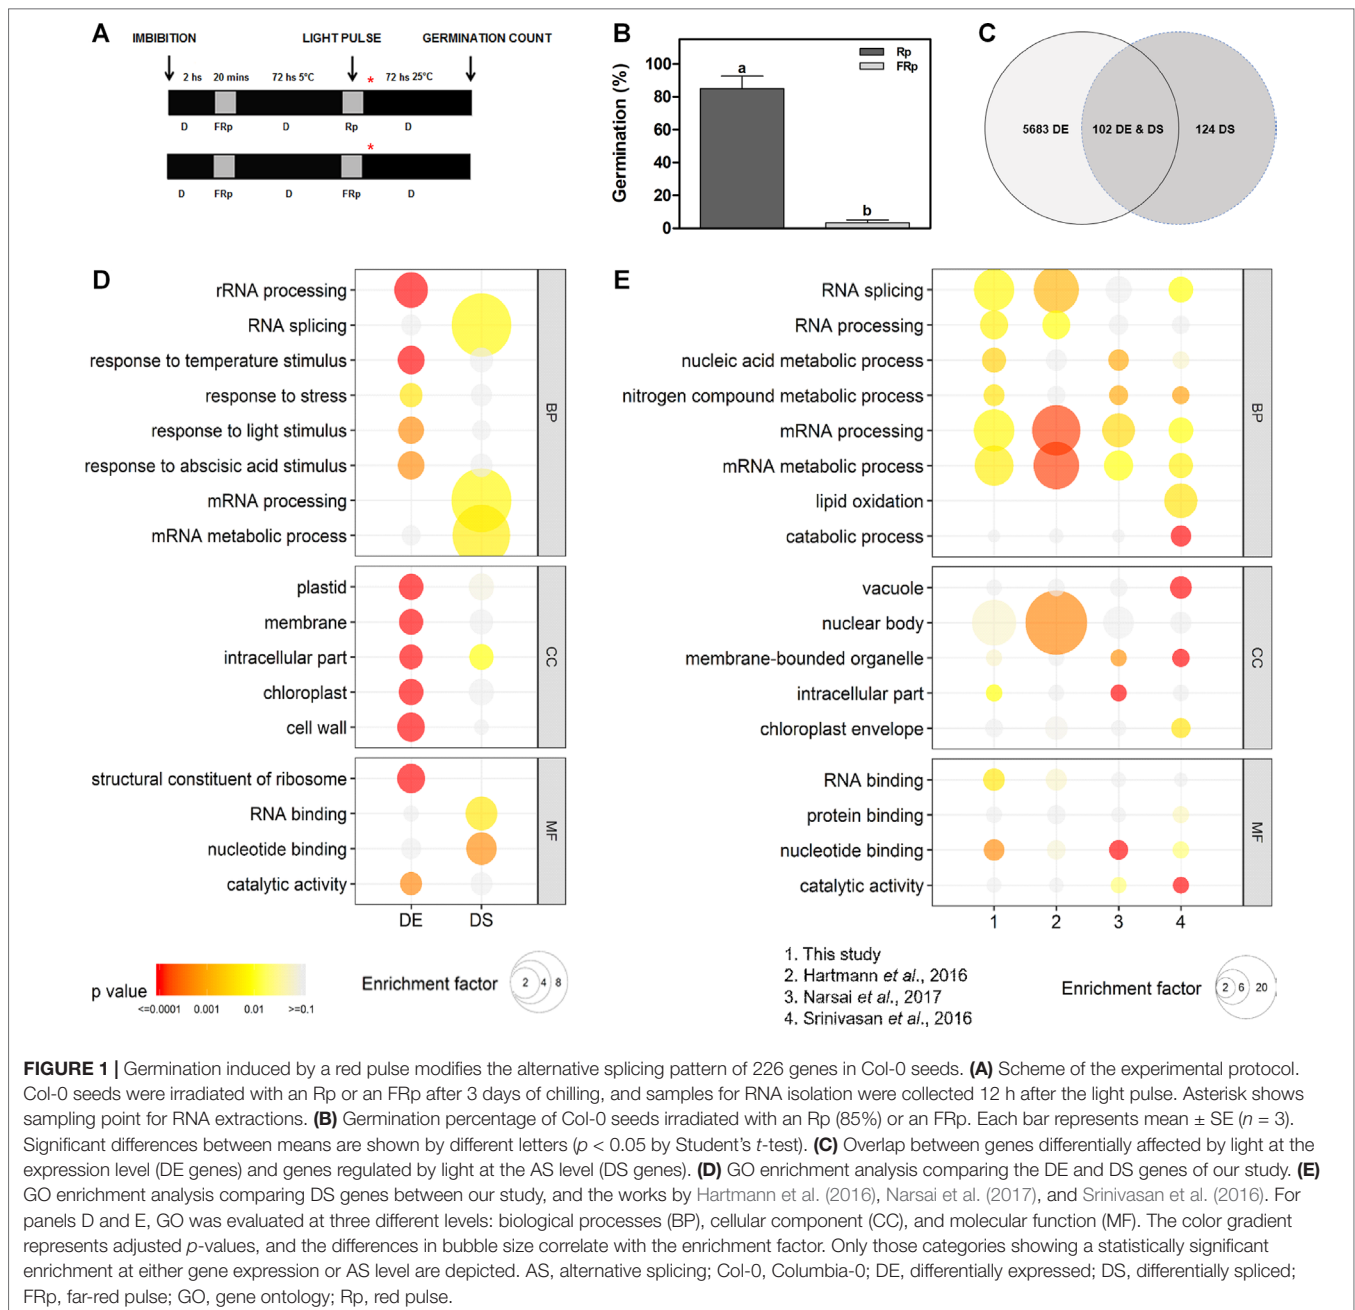 A
IMBIBITION
LIGHT PULSE
GERMINATION COUNT
2 hs
20 mins
72 hs 5°C
*
72 hs 25°C
D
FRp
D
Rp
D
*
D
FRp
D
FRp
D
B
Germination (%)
100
80
60
40
20
0
a
b
Rp
FRp
C
5683 DE
102 DE & DS
124 DS
D
rRNA processing
RNA splicing
response to temperature stimulus
response to stress
response to light stimulus
response to abscisic acid stimulus
mRNA processing
mRNA metabolic process
BP
plastid
membrane
intracellular part
chloroplast
cell wall
CC
structural constituent of ribosome
RNA binding
nucleotide binding
catalytic activity
MF
DE
DS
p value
<=0.0001
0.001
0.01
>=0.1
Enrichment factor
2
4
8
E
RNA splicing
RNA processing
nucleic acid metabolic process
nitrogen compound metabolic process
mRNA processing
mRNA metabolic process
lipid oxidation
catabolic process
BP
vacuole
nuclear body
membrane-bounded organelle
intracellular part
chloroplast envelope
CC
RNA binding
protein binding
nucleotide binding
catalytic activity
MF
1
2
3
4
1. This study
2. Hartmann et al., 2016
3. Narsai et al., 2017
4. Srinivasan et al., 2016
Enrichment factor
2
6
20
FIGURE 1 | Germination induced by a red pulse modifies the alternative splicing pattern of 226 genes in Col-0 seeds. (A) Scheme of the experimental protocol.
Col-0 seeds were irradiated with an Rp or an FRp after 3 days of chilling, and samples for RNA isolation were collected 12 h after the light pulse. Asterisk shows
sampling point for RNA extractions. (B) Germination percentage of Col-0 seeds irradiated with an Rp (85%) or an FRp. Each bar represents mean ± SE (n = 3).
Significant differences between means are shown by different letters (p < 0.05 by Student's t-test). (C) Overlap between genes differentially affected by light at the
expression level (DE genes) and genes regulated by light at the AS level (DS genes). (D) GO enrichment analysis comparing the DE and DS genes of our study. (E)
GO enrichment analysis comparing DS genes between our study, and the works by Hartmann et al. (2016), Narsai et al. (2017), and Srinivasan et al. (2016). For
panels D and E, GO was evaluated at three different levels: biological processes (BP), cellular component (CC), and molecular function (MF). The color gradient
represents adjusted p-values, and the differences in bubble size correlate with the enrichment factor. Only those categories showing a statistically significant
enrichment at either gene expression or AS level are depicted. AS, alternative splicing; Col-0, Columbia-0; DE, differentially expressed; DS, differentially spliced;
FRp, far-red pulse; GO, gene ontology; Rp, red pulse.